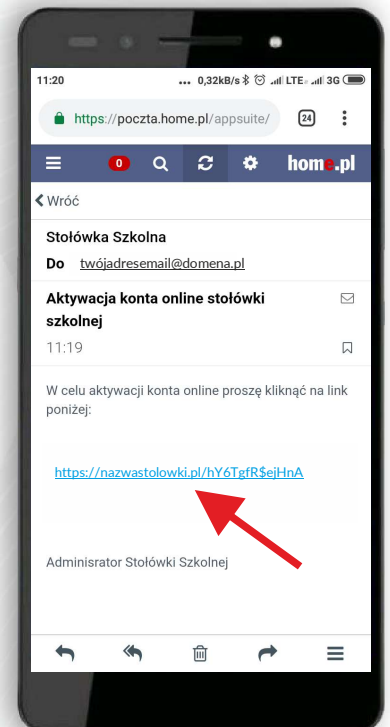 11:20 ... 0,32kB/s LTE 3G
https://poczta.home.pl/appsuite/ 24
0 home.pl
Wróć
Stołówka Szkolna
Do twójadresemail@domena.pl
Aktywacja konta online stołówki
szkolnej
11:19
W celu aktywacji konta online proszę kliknąć na link
poniżej:
https://nazwastolowki.pl/hY6TgfR$ejHnA
Adminisrator Stołówki Szkolnej